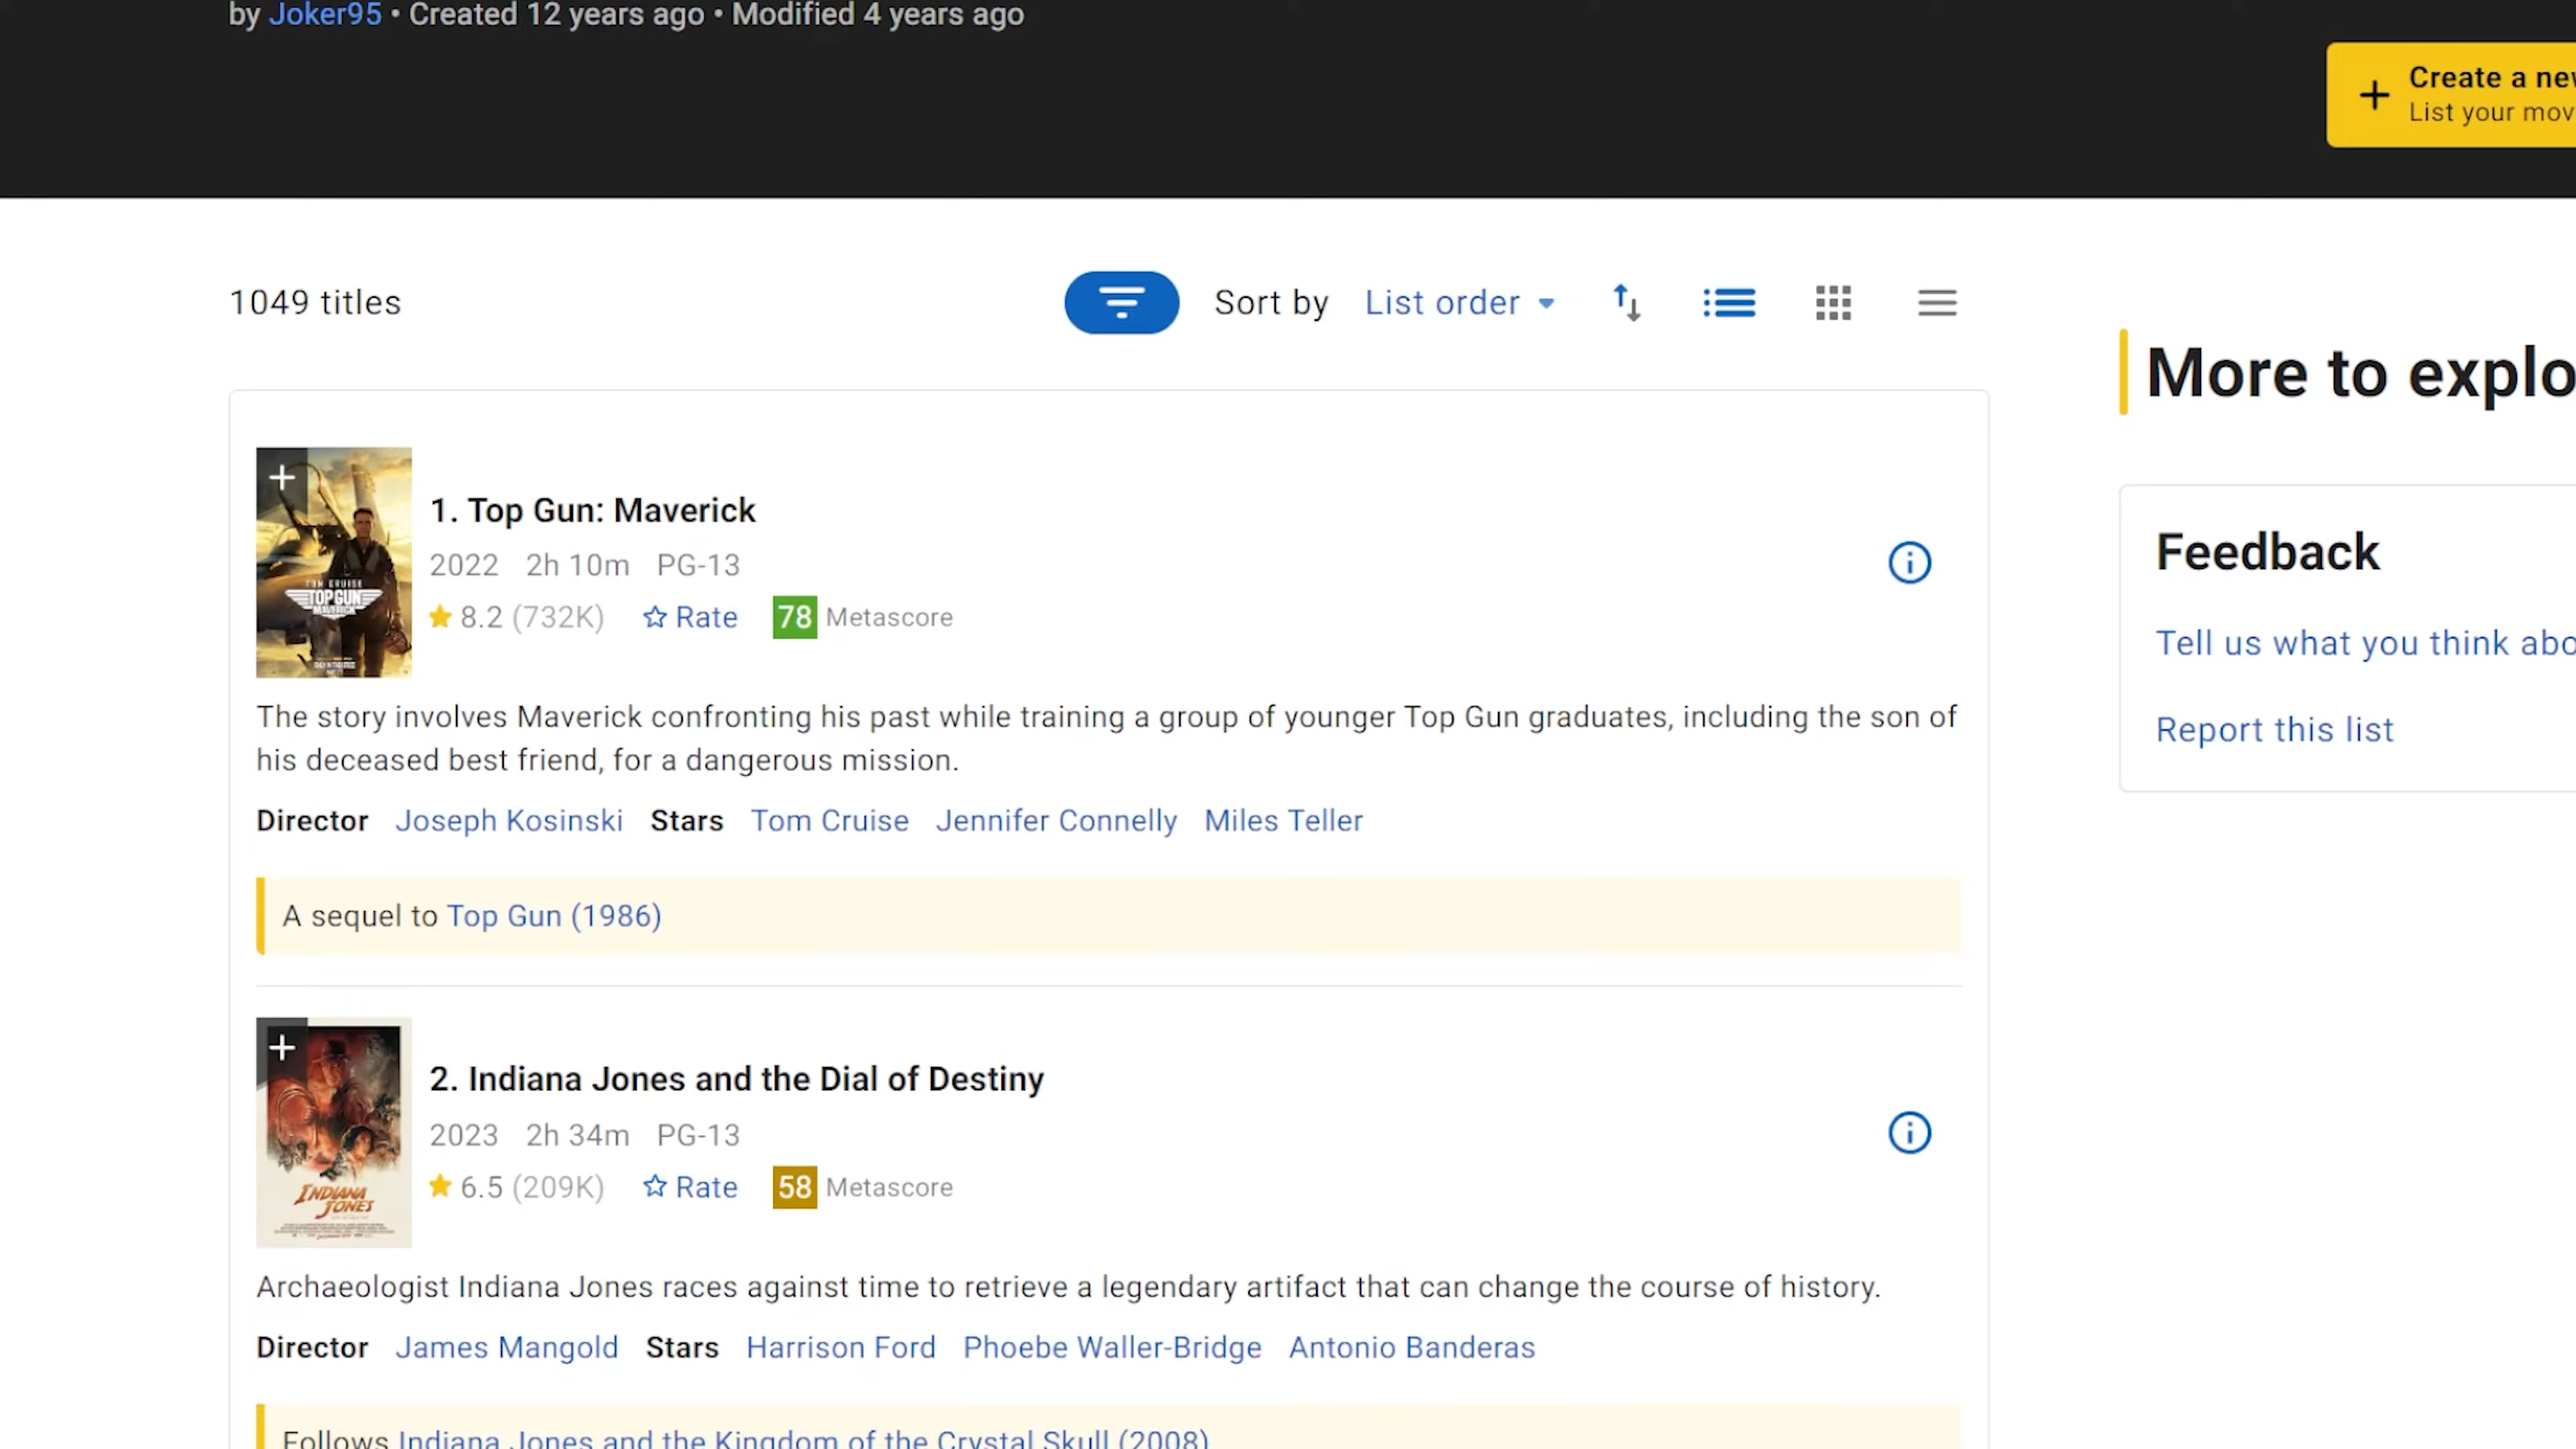 by Joker95 • Created 12 years ago • Modified 4 years ago
Create a new
List your mov
1049 titles
Sort by List order
More to explo
1. Top Gun: Maverick
2022 2h 10m PG-13
8.2 (732K) Rate 78 Metascore
TOM CRUISE
TOP GUN
MAVERICK
The story involves Maverick confronting his past while training a group of younger Top Gun graduates, including the son of
his deceased best friend, for a dangerous mission.
Director Joseph Kosinski Stars Tom Cruise Jennifer Connelly Miles Teller
A sequel to Top Gun (1986)
Feedback
Tell us what you think abo
Report this list
2. Indiana Jones and the Dial of Destiny
2023 2h 34m PG-13
6.5 (209K) Rate 58 Metascore
INDIANA
JONES
Archaeologist Indiana Jones races against time to retrieve a legendary artifact that can change the course of history.
Director James Mangold Stars Harrison Ford Phoebe Waller-Bridge Antonio Banderas
Follows Indiana Jones and the Kingdom of the Crystal Skull (2008)